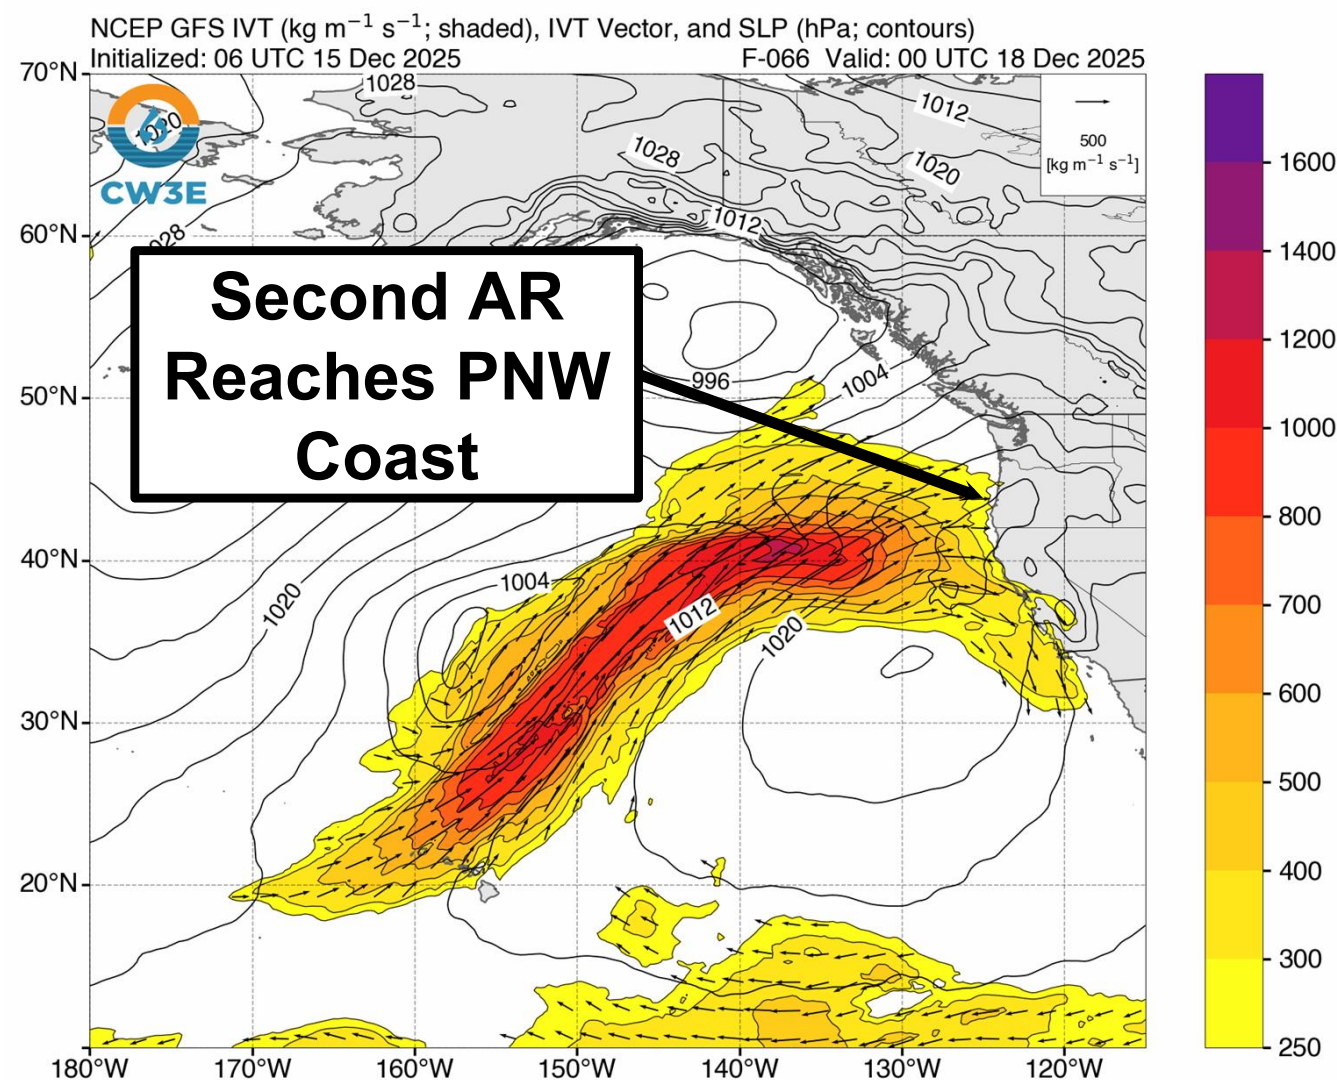 NCEP GFS IVT (kg m⁻¹ s⁻¹; shaded), IVT Vector, and SLP (hPa; contours)
Initialized: 06 UTC 15 Dec 2025
F-066 Valid: 00 UTC 18 Dec 2025
70°N
60°N
50°N
40°N
30°N
20°N
180°W
170°W
160°W
150°W
140°W
130°W
120°W
CW3E
500
[kg m⁻¹ s⁻¹]
Second AR
Reaches PNW
Coast
1028
1012
1020
1028
1020
1012
028
996
1004
1004
1020
1012
1020
1600
1400
1200
1000
800
700
600
500
400
300
250